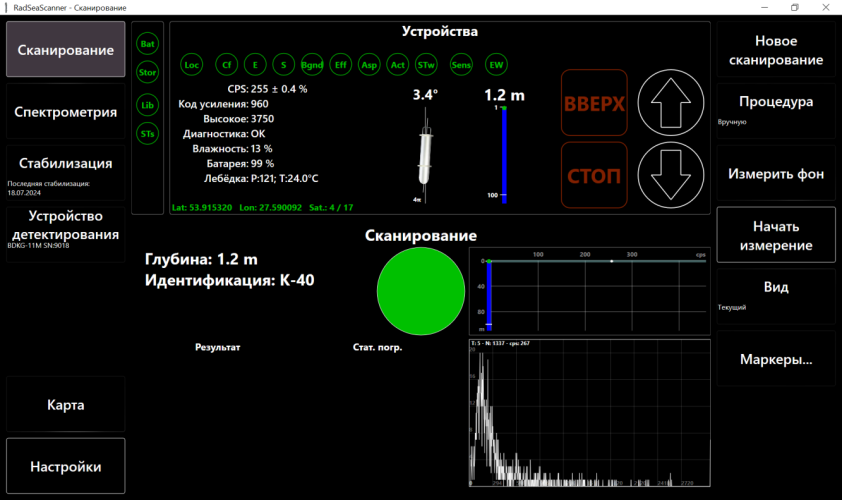 RadSeaScanner - Сканирование
Сканирование
Спектрометрия
Стабилизация
Последняя стабилизация:
18.07.2024
Устройство
детектирования
BDKG-11M SN:9018
Карта
Настройки
Bat
Stor
Lib
STs
Устройства
Loc Cf E S Bgnd Eff Asp Act STw Sens EW
CPS: 255 ± 0.4 %
Код усиления: 960
Высокое: 3750
Диагностика: OK
Влажность: 13 %
Батарея: 99 %
Лебёдка: P:121; T:24.0°C
Lat: 53.915320 Lon: 27.590092 Sat.: 4 / 17
3.4°
4π
1.2 m
1
100
ВВЕРХ
СТОП
Сканирование
Глубина: 1.2 m
Идентификация: K-40
Результат Стат. погр.
100 200 300 cps
0
40
80
m
T: 5 - N: 1337 - cps: 267
Новое
сканирование
Процедура
Вручную
Измерить фон
Начать
измерение
Вид
Текущий
Маркеры...